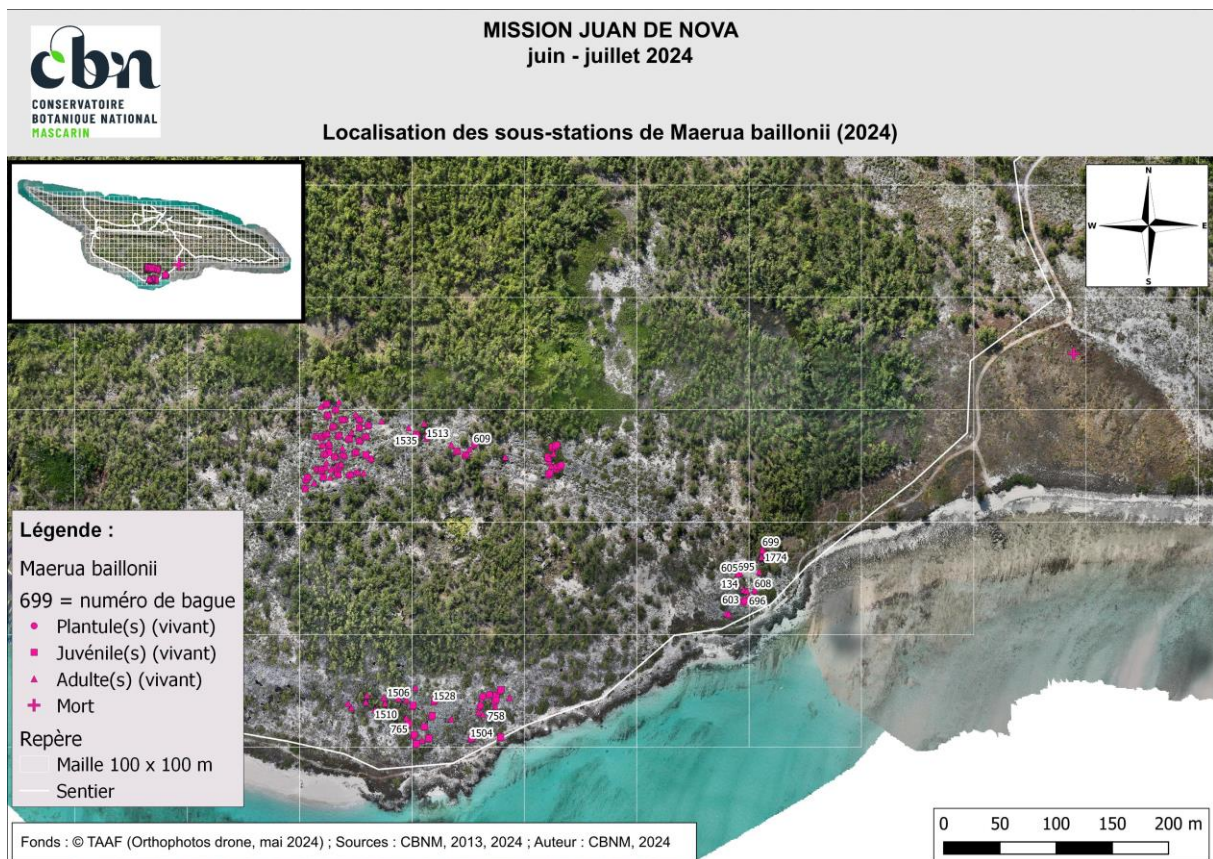 MISSION JUAN DE NOVA
juin - juillet 2024
cbn
CONSERVATOIRE
BOTANIQUE NATIONAL
MASCARIN
Localisation des sous-stations de Maerua baillonii (2024)
N
W
E
S
1513
1535
609
699
1774
605
695
134
608
603
696
1506
1528
1510
758
765
1504
Légende :
Maerua baillonii
699 = numéro de bague
Plantule(s) (vivant)
Juvénile(s) (vivant)
Adulte(s) (vivant)
Mort
Repère
Maille 100 x 100 m
Sentier
0 50 100 150 200 m
Fonds : © TAAF (Orthophotos drone, mai 2024) ; Sources : CBNM, 2013, 2024 ; Auteur : CBNM, 2024